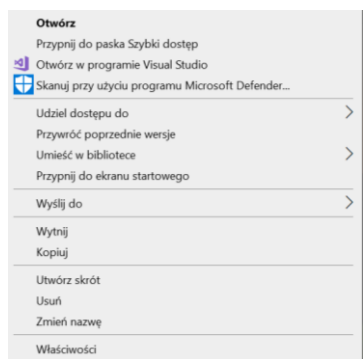 Otwórz
Przypnij do paska Szybki dostęp
Otwórz w programie Visual Studio
Skanuj przy użyciu programu Microsoft Defender...
Udziel dostępu do
Przywróć poprzednie wersje
Umieść w bibliotece
Przypnij do ekranu startowego
Wyślij do
Wytnij
Kopiuj
Utwórz skrót
Usuń
Zmień nazwę
Właściwości